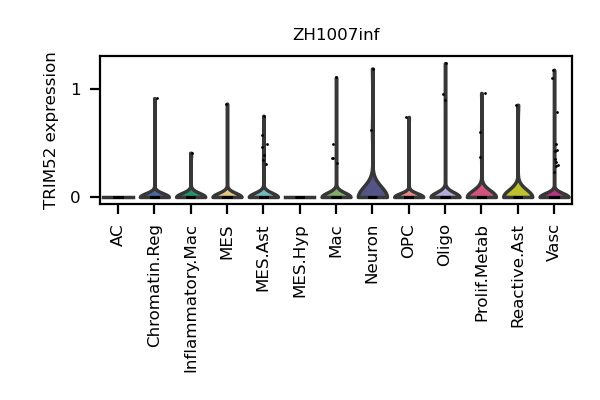 ZH1007inf
TRIM52 expression
1
0
AC
Chromatin.Reg
Inflammatory.Mac
MES
MES.Ast
MES.Hyp
Mac
Neuron
OPC
Oligo
Prolif.Metab
Reactive.Ast
Vasc